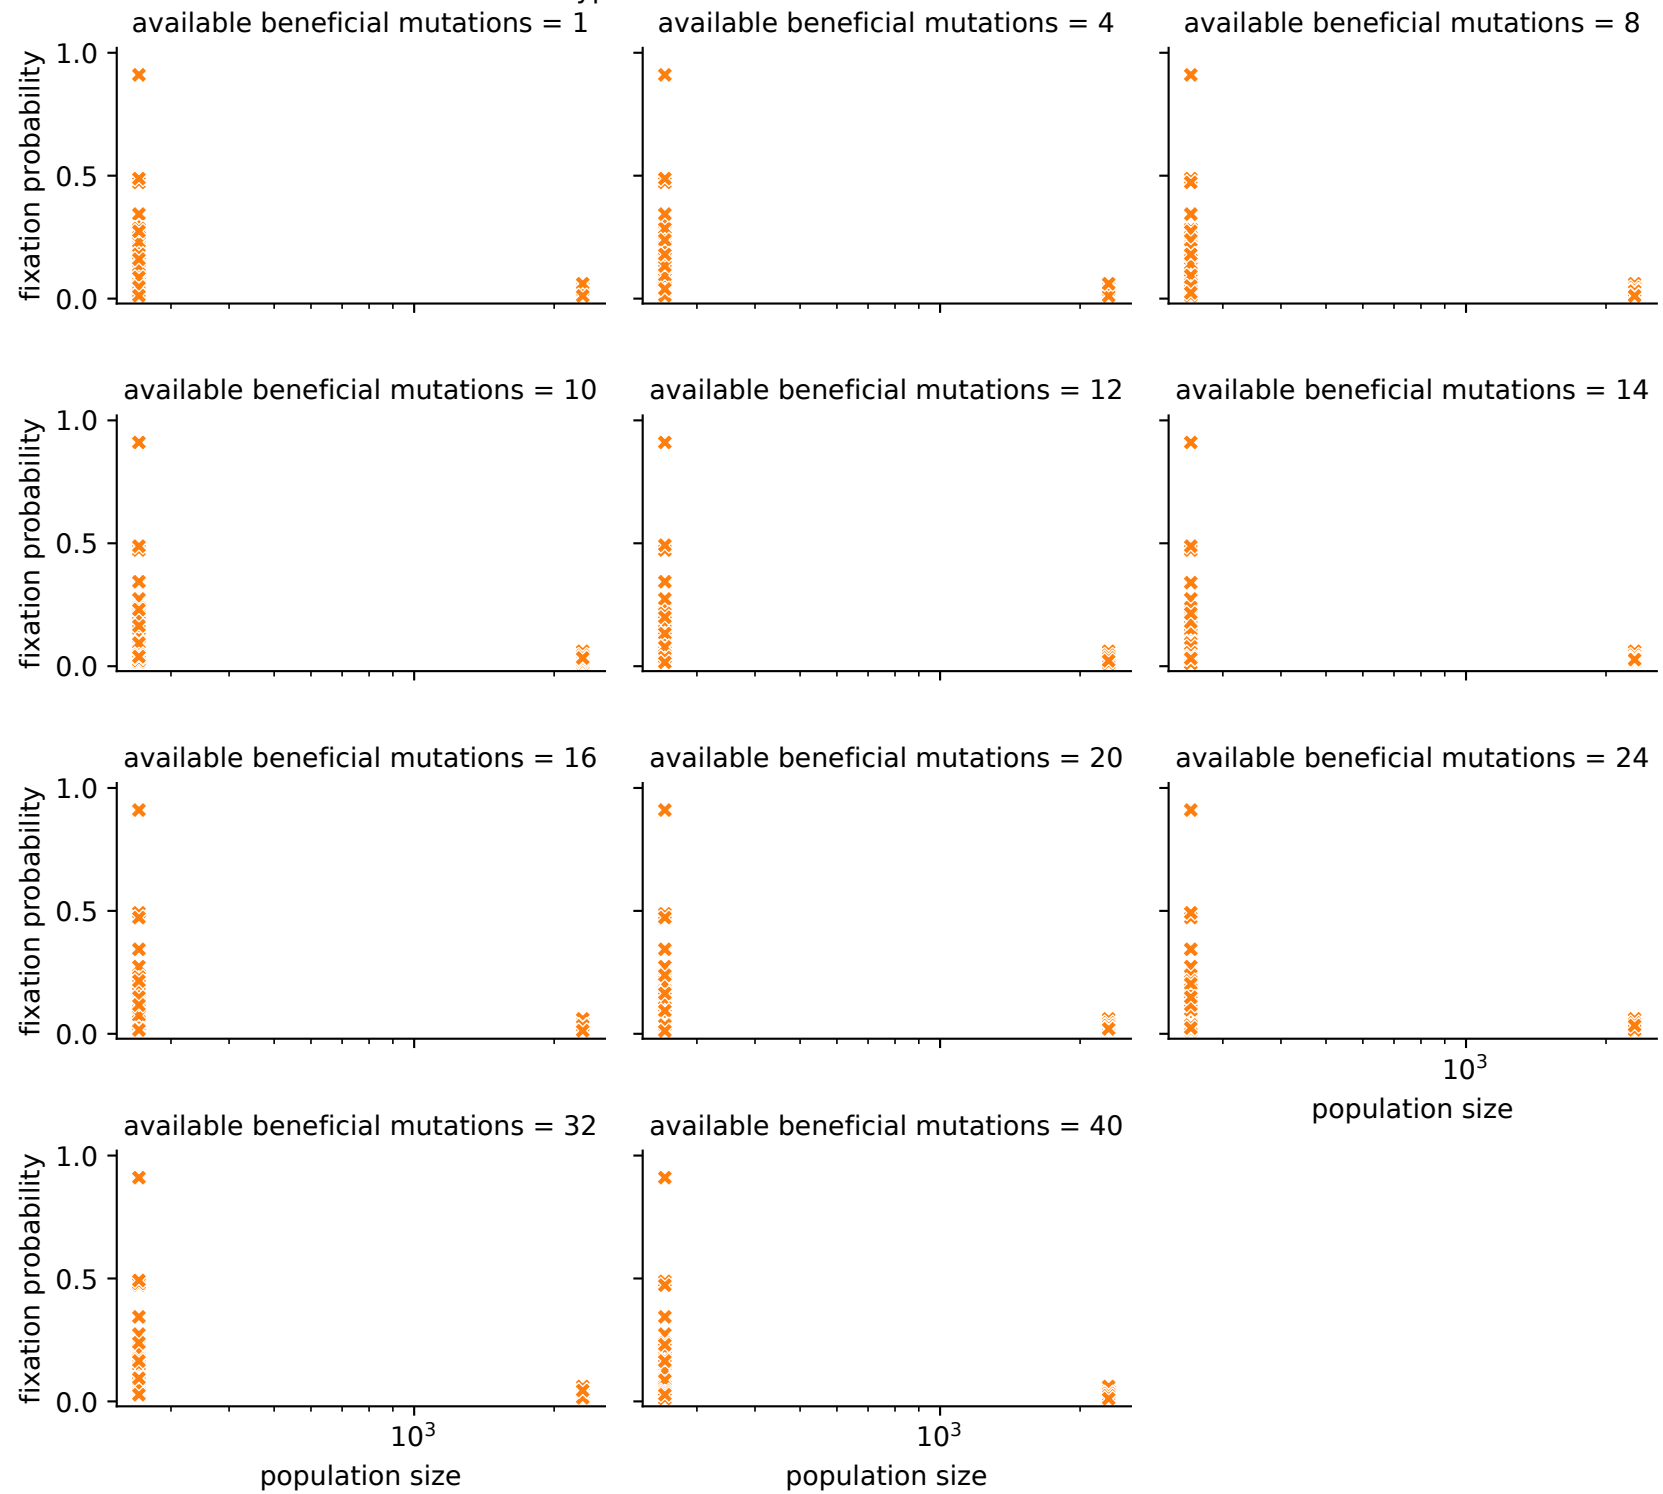 available beneficial mutations = 1
available beneficial mutations = 4
available beneficial mutations = 8
1.0
0.5
0.0
fixation probability
available beneficial mutations = 10
available beneficial mutations = 12
available beneficial mutations = 14
1.0
0.5
0.0
fixation probability
available beneficial mutations = 16
available beneficial mutations = 20
available beneficial mutations = 24
1.0
0.5
0.0
fixation probability
10³
population size
available beneficial mutations = 32
available beneficial mutations = 40
1.0
0.5
0.0
fixation probability
10³
10³
population size
population size